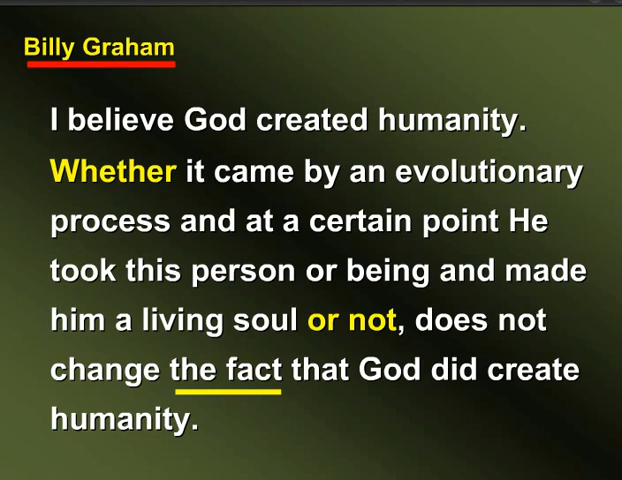 Billy Graham
I believe God created humanity.
Whether it came by an evolutionary
process and at a certain point He
took this person or being and made
him a living soul or not, does not
change the fact that God did create
humanity.